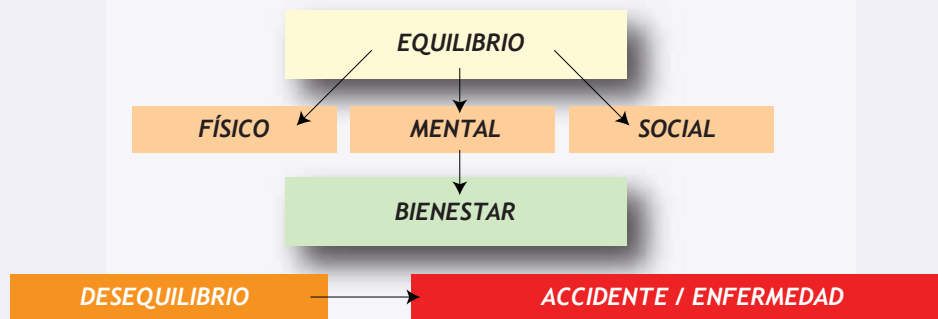 EQUILIBRIO
FÍSICO
MENTAL
SOCIAL
BIENESTAR
DESEQUILIBRIO
ACCIDENTE / ENFERMEDAD